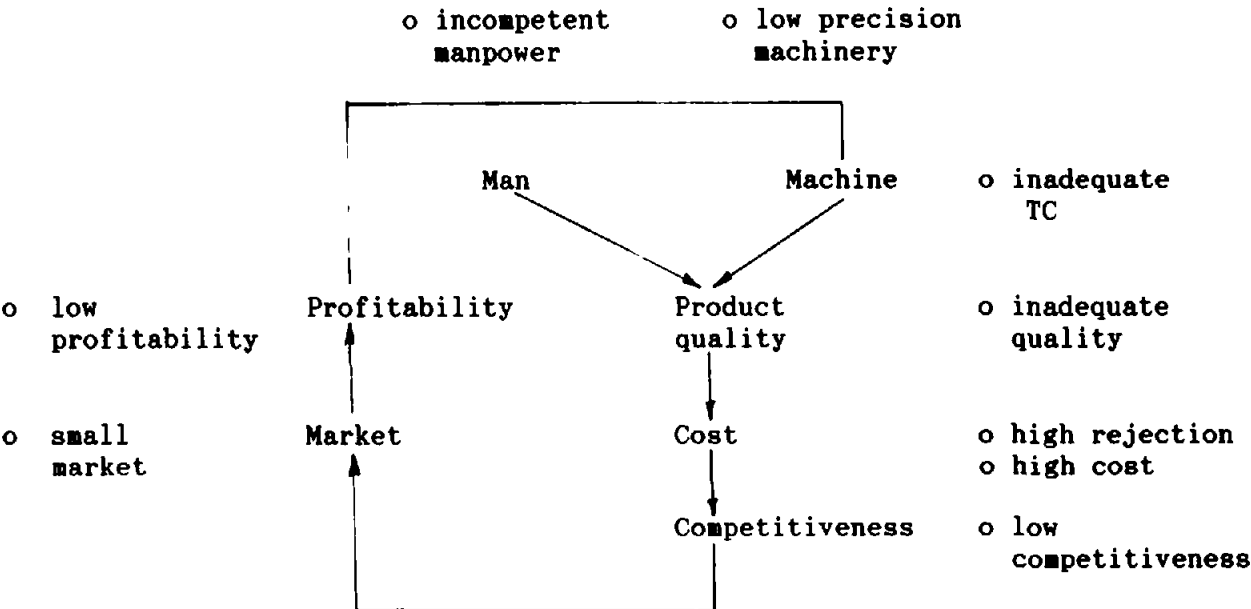 o incompetent o low precision
manpower machinery
Man Machine o inadequate
TC
o low Profitability Product o inadequate
profitability quality quality
o small Market Cost o high rejection
market o high cost
Competitiveness o low
competitiveness